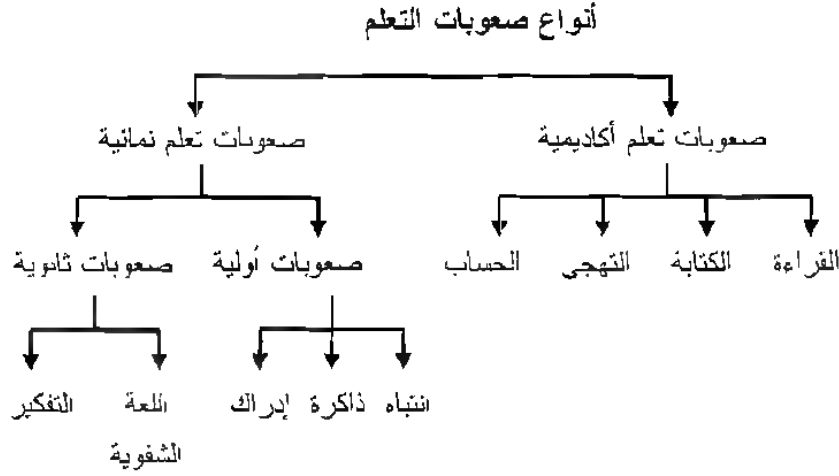 أنواع صعوبات التعلم
صعوبات تعلم أكاديمية
صعوبات تعلم نمائية
القراءة
الكتابة
التهجي
الحساب
صعوبات أولية
صعوبات ثانوية
انتباه
ذاكرة
إدراك
اللغة
الشفوية
التفكير